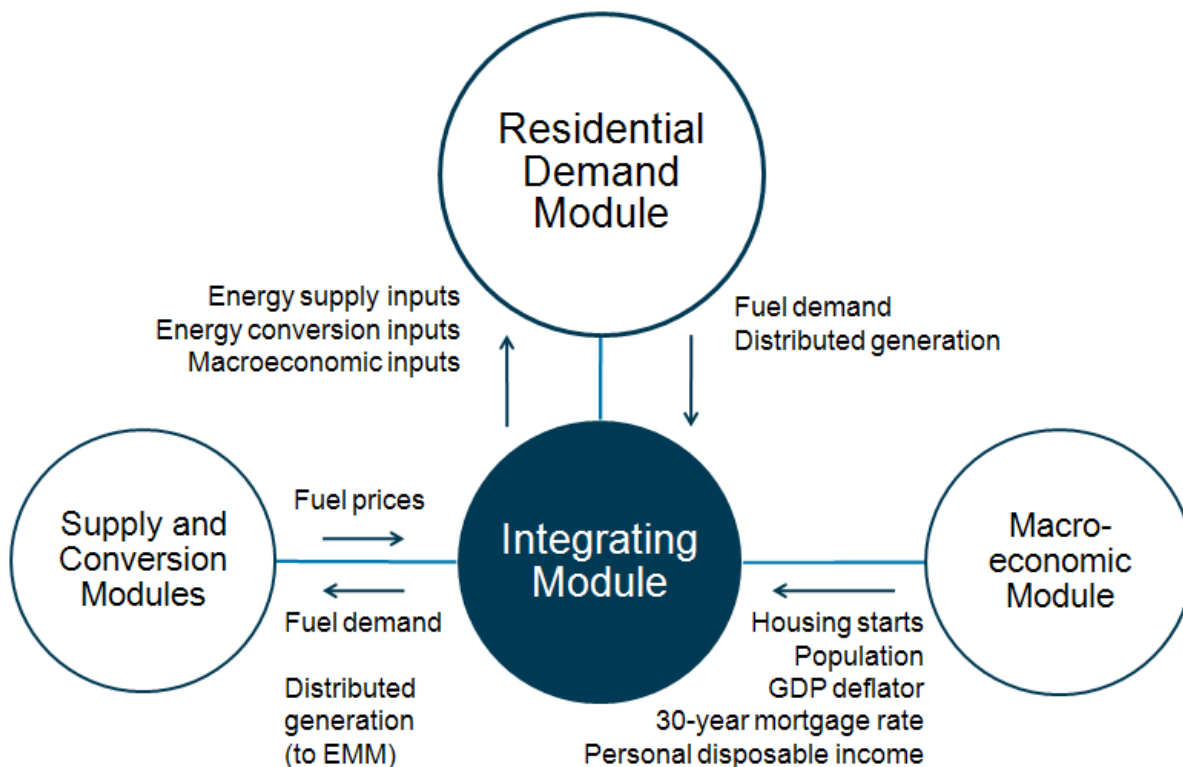 Residential
Demand
Module
Energy supply inputs
Energy conversion inputs
Macroeconomic inputs
Fuel demand
Distributed generation
Supply and
Conversion
Modules
Fuel prices
Fuel demand
Distributed
generation
(to EMM)
Integrating
Module
Macro-
economic
Module
Housing starts
Population
GDP deflator
30-year mortgage rate
Personal disposable income